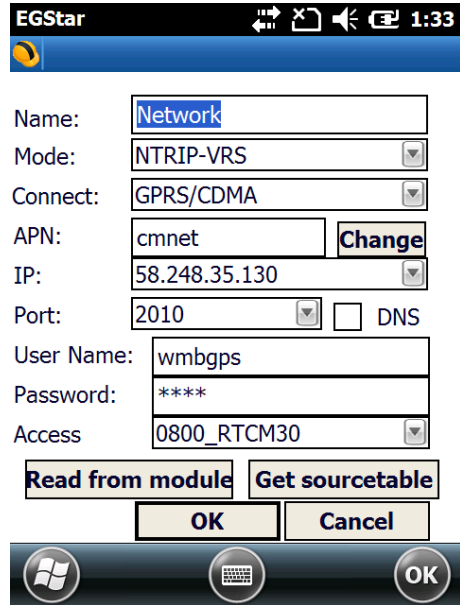 EGStar 1:33
Name: Network
Mode: NTRIP-VRS
Connect: GPRS/CDMA
APN: cmnet Change
IP: 58.248.35.130
Port: 2010 DNS
User Name: wmbgps
Password: ****
Access 0800_RTCM30
Read from module Get sourcetable
OK Cancel
OK